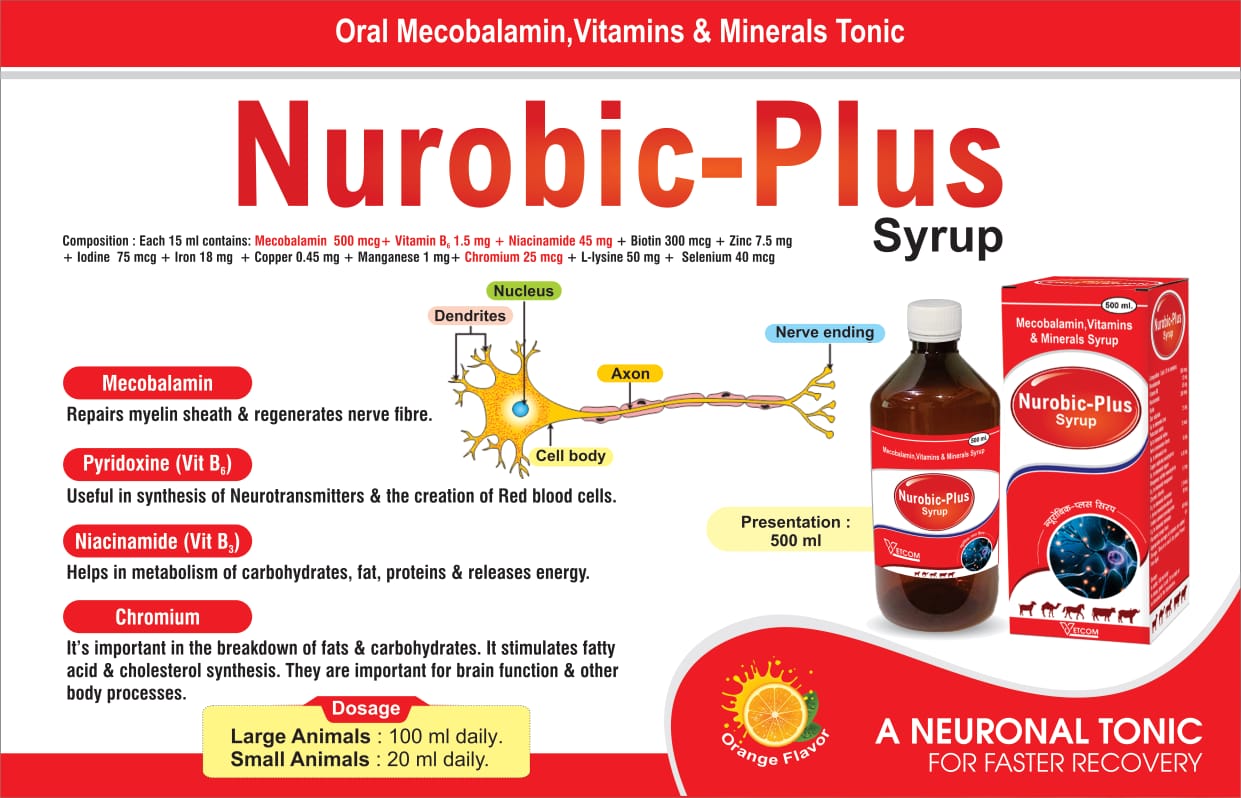 Oral Mecobalamin,Vitamins & Minerals Tonic
Nurobic-Plus
Syrup
Composition : Each 15 ml contains: Mecobalamin 500 mcg+ Vitamin B₆ 1.5 mg + Niacinamide 45 mg + Biotin 300 mcg + Zinc 7.5 mg
+ Iodine 75 mcg + Iron 18 mg + Copper 0.45 mg + Manganese 1 mg+ Chromium 25 mcg + L-lysine 50 mg + Selenium 40 mcg
Nucleus
Dendrites
Nerve ending
Axon
Cell body
Mecobalamin
Repairs myelin sheath & regenerates nerve fibre.
Pyridoxine (Vit B₆)
Useful in synthesis of Neurotransmitters & the creation of Red blood cells.
Niacinamide (Vit B₃)
Helps in metabolism of carbohydrates, fat, proteins & releases energy.
Chromium
It's important in the breakdown of fats & carbohydrates. It stimulates fatty
acid & cholesterol synthesis. They are important for brain function & other
body processes.
Dosage
Large Animals : 100 ml daily.
Small Animals : 20 ml daily.
Presentation :
500 ml
500 ml.
Mecobalamin,Vitamins & Minerals Syrup
Nurobic-Plus
Syrup
VETCOM
Nurobic-Plus Syrup
500 ml.
Mecobalamin,Vitamins
& Minerals Syrup
Nurobic-Plus
Syrup
न्यूरोबिक-प्लस सिरप
VETCOM
Nurobic-Plus
Syrup
Orange Flavor
A NEURONAL TONIC
FOR FASTER RECOVERY